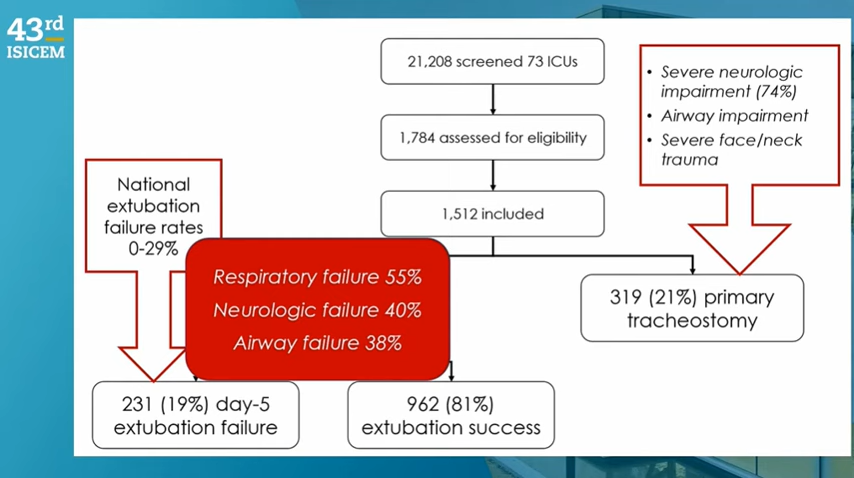 43rd
ISICEM
21,208 screened 73 ICUs
1,784 assessed for eligibility
1,512 included
• Severe neurologic
impairment (74%)
• Airway impairment
• Severe face/neck
trauma
National
extubation
failure rates
0-29%
Respiratory failure 55%
Neurologic failure 40%
Airway failure 38%
319 (21%) primary
tracheostomy
231 (19%) day-5
extubation failure
962 (81%)
extubation success